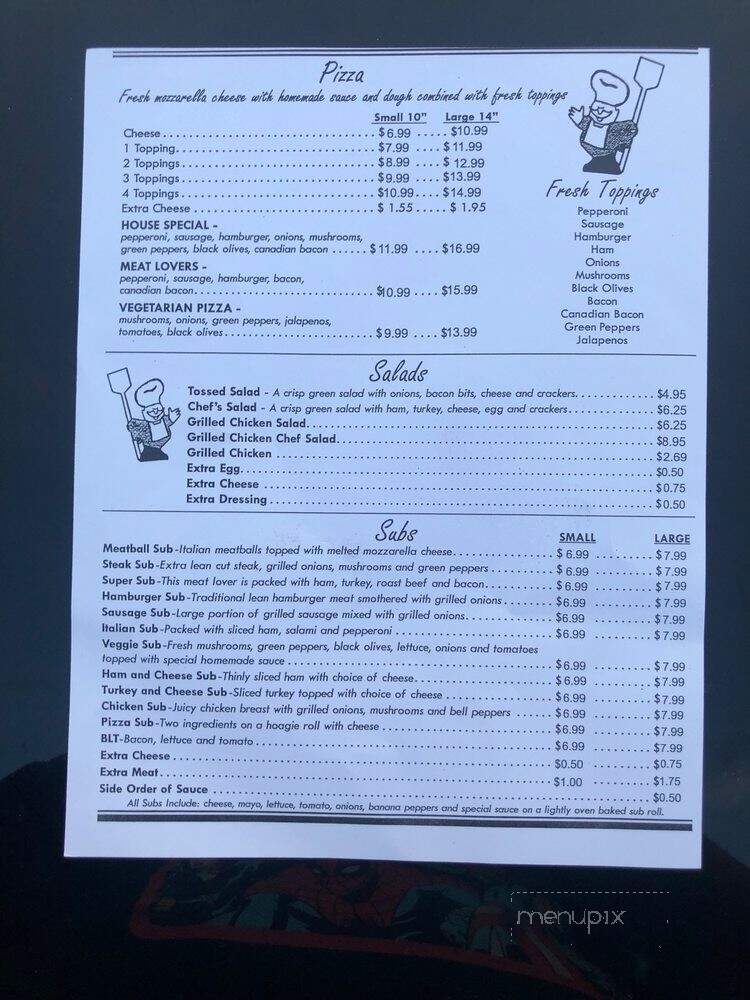 Pizza
Fresh mozzarella cheese with homemade sauce and dough combined with fresh toppings
Small 10" Large 14"
Cheese . . . . . $6.99 . . . . . $10.99
1 Topping. . . . . $7.99 . . . . $11.99
2 Toppings. . . . . $8.99 . . . . $12.99
3 Toppings. . . . . $9.99 . . . . $13.99
4 Toppings. . . . . $10.99 . . . . $14.99
Extra Cheese . . . . . $1.55 . . . . . $1.95
HOUSE SPECIAL -
pepperoni, sausage, hamburger, onions, mushrooms,
green peppers, black olives, canadian bacon . . . . . . $11.99 . . . . $16.99
MEAT LOVERS -
pepperoni, sausage, hamburger, bacon,
canadian bacon. . . . . $10.99 . . . . $15.99
VEGETARIAN PIZZA -
mushrooms, onions, green peppers, jalapenos,
tomatoes, black olives. . . . . $9.99 . . . . $13.99
Fresh Toppings
Pepperoni
Sausage
Hamburger
Ham
Onions
Mushrooms
Black Olives
Bacon
Canadian Bacon
Green Peppers
Jalapenos
Salads
Tossed Salad - A crisp green salad with onions, bacon bits, cheese and crackers. . . . . $4.95
Chef's Salad - A crisp green salad with ham, turkey, cheese, egg and crackers. . . . . $6.25
Grilled Chicken Salad. . . . . $6.25
Grilled Chicken Chef Salad. . . . . $8.95
Grilled Chicken . . . . . $2.69
Extra Egg. . . . . $0.50
Extra Cheese . . . . . $0.75
Extra Dressing . . . . . $0.50
Subs
SMALL LARGE
Meatball Sub-Italian meatballs topped with melted mozzarella cheese. . . . . $6.99 . . . . . $7.99
Steak Sub-Extra lean cut steak, grilled onions, mushrooms and green peppers . . . . . $6.99 . . . . . $7.99
Super Sub-This meat lover is packed with ham, turkey, roast beef and bacon. . . . . $6.99 . . . . . $7.99
Hamburger Sub-Traditional lean hamburger meat smothered with grilled onions . . . . . $6.99 . . . . . $7.99
Sausage Sub-Large portion of grilled sausage mixed with grilled onions. . . . . $6.99 . . . . . $7.99
Italian Sub-Packed with sliced ham, salami and pepperoni . . . . . $6.99 . . . . . $7.99
Veggie Sub-Fresh mushrooms, green peppers, black olives, lettuce, onions and tomatoes
topped with special homemade sauce . . . . . $6.99 . . . . . $7.99
Ham and Cheese Sub-Thinly sliced ham with choice of cheese. . . . . $6.99 . . . . . $7.99
Turkey and Cheese Sub-Sliced turkey topped with choice of cheese . . . . . $6.99 . . . . . $7.99
Chicken Sub-Juicy chicken breast with grilled onions, mushrooms and bell peppers . . . . . $6.99 . . . . . $7.99
Pizza Sub-Two ingredients on a hoagie roll with cheese . . . . . $6.99 . . . . . $7.99
BLT-Bacon, lettuce and tomato . . . . . $6.99 . . . . . $7.99
Extra Cheese . . . . . $0.50 . . . . . $0.75
Extra Meat. . . . . $1.00 . . . . . $1.75
Side Order of Sauce . . . . . $0.50
All Subs Include: cheese, mayo, lettuce, tomato, onions, banana peppers and special sauce on a lightly oven baked sub roll.
menupix